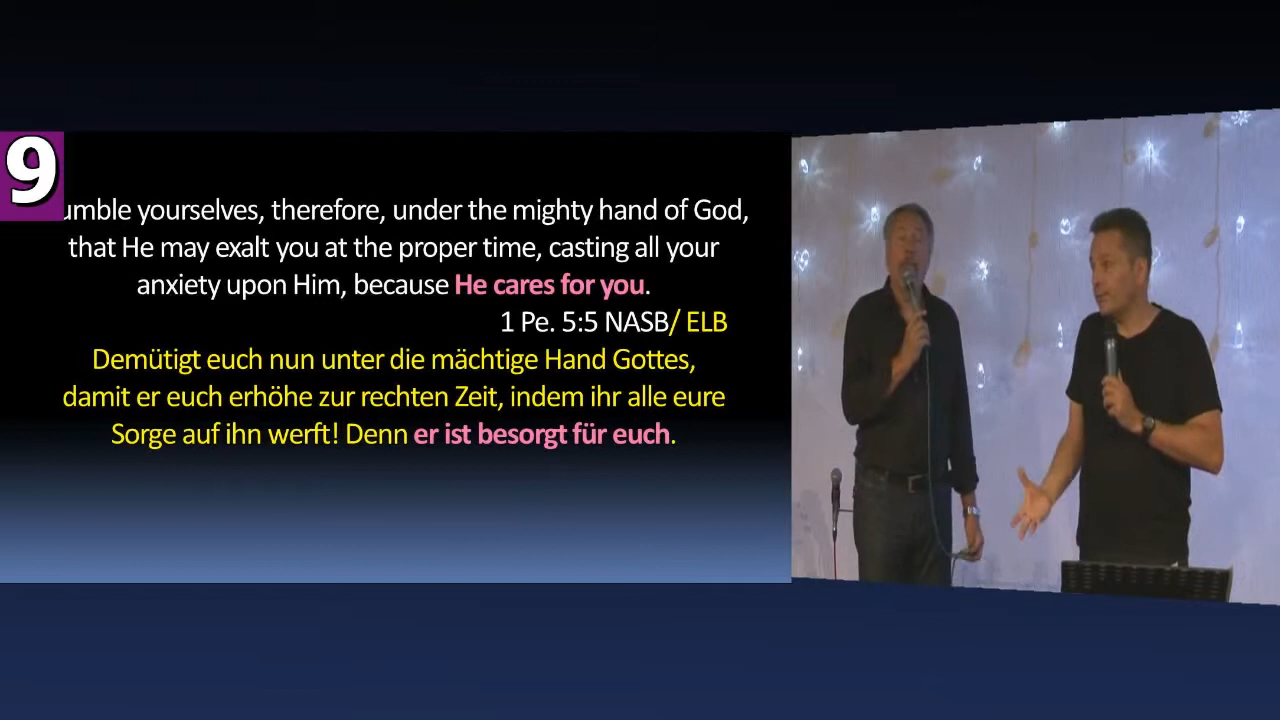 9
umble yourselves, therefore, under the mighty hand of God,
that He may exalt you at the proper time, casting all your
anxiety upon Him, because He cares for you.
1 Pe. 5:5 NASB/ ELB
Demütigt euch nun unter die mächtige Hand Gottes,
damit er euch erhöhe zur rechten Zeit, indem ihr alle eure
Sorge auf ihn werft! Denn er ist besorgt für euch.